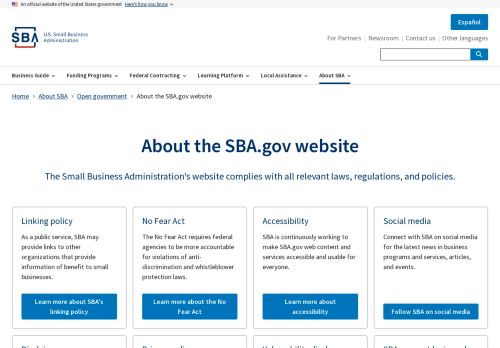 An official website of the United States government Here's how you know
Español
SBA U.S. Small Business
Administration
For Partners Newsroom Contact us Other languages
Business Guide Funding Programs Federal Contracting Learning Platform Local Assistance About SBA
Home About SBA Open government About the SBA.gov website
About the SBA.gov website
The Small Business Administration's website complies with all relevant laws, regulations, and policies.
Linking policy
As a public service, SBA may
provide links to other
organizations that provide
information of benefit to small
businesses.
Learn more about SBA's
linking policy
No Fear Act
The No Fear Act requires federal
agencies to be more accountable
for violations of anti-
discrimination and whistleblower
protection laws.
Learn more about the No
Fear Act
Accessibility
SBA is continuously working to
make SBA.gov web content and
services accessible and usable for
everyone.
Learn more about
accessibility
Social media
Connect with SBA on social media
for the latest news in business
programs and services, articles,
and events.
Follow SBA on social media